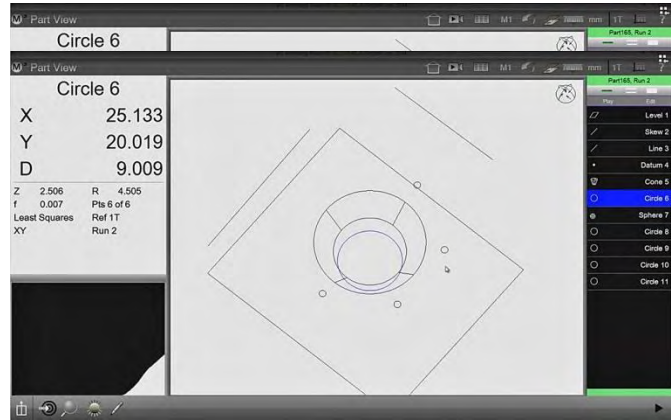 Part View
M1
mm
1T
?
Part165, Run 2
Circle 6
Part View
M1
mm
1T
?
Part165, Run 2
Play
Edit
Circle 6
X 25.133
Y 20.019
D 9.009
Z 2.506 R 4.505
f 0.007 Pts 6 of 6
Least Squares Ref 1T
XY Run 2
Level 1
Skew 2
Line 3
Datum 4
Cone 5
Circle 6
Sphere 7
Circle 8
Circle 9
Circle 10
Circle 11